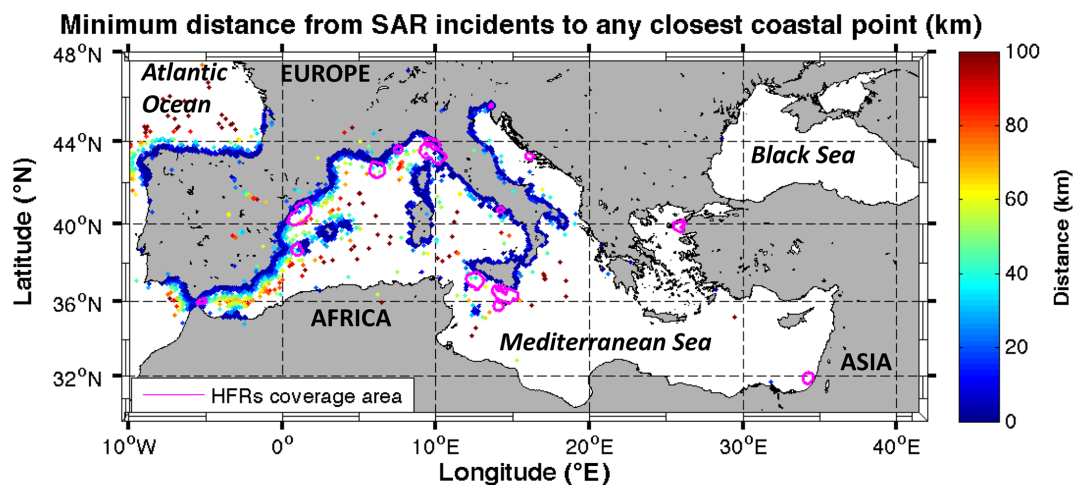 Minimum distance from SAR incidents to any closest coastal point (km)
48°N
44°N
40°N
36°N
32°N
Latitude (°N)
Atlantic
Ocean
EUROPE
Black Sea
AFRICA
Mediterranean Sea
ASIA
HFRs coverage area
10°W
0°
10°E
20°E
30°E
40°E
Longitude (°E)
100
80
60
40
20
0
Distance (km)